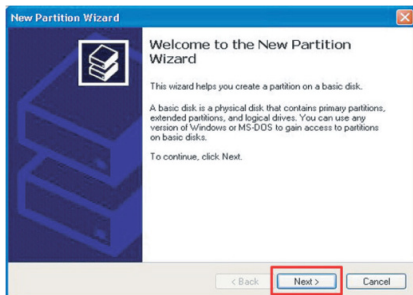 New Partition Wizard
Welcome to the New Partition
Wizard
This wizard helps you create a partition on a basic disk.
A basic disk is a physical disk that contains primary partitions,
extended partitions, and logical drives. You can use any
version of Windows or MS-DOS to gain access to partitions
on basic disks.
To continue, click Next.
< Back Next > Cancel